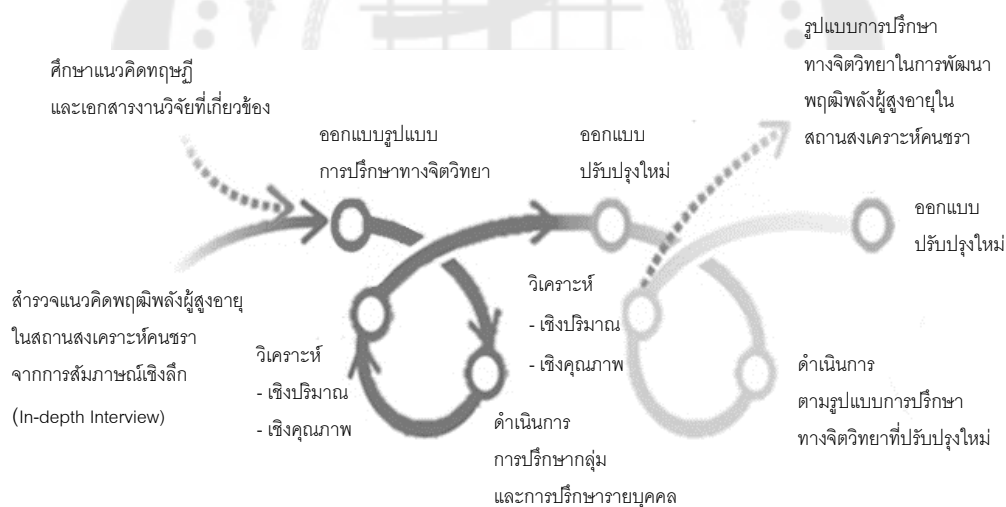 ศึกษาแนวคิดทฤษฏี
และเอกสารงานวิจัยที่เกี่ยวข้อง
ออกแบบรูปแบบ
การปรึกษาทางจิตวิทยา
ออกแบบ
ปรับปรุงใหม่
รูปแบบการปรึกษา
ทางจิตวิทยาในการพัฒนา
พฤฒิพลังผู้สูงอายุใน
สถานสงเคราะห์คนชรา
ออกแบบ
ปรับปรุงใหม่
สำรวจแนวคิดพฤฒิพลังผู้สูงอายุ
ในสถานสงเคราะห์คนชรา
จากการสัมภาษณ์เชิงลึก
(In-depth Interview)
วิเคราะห์
- เชิงปริมาณ
- เชิงคุณภาพ
ดำเนินการ
การปรึกษากลุ่ม
และการปรึกษารายบุคคล
วิเคราะห์
- เชิงปริมาณ
- เชิงคุณภาพ
ดำเนินการ
ตามรูปแบบการปรึกษา
ทางจิตวิทยาที่ปรับปรุงใหม่